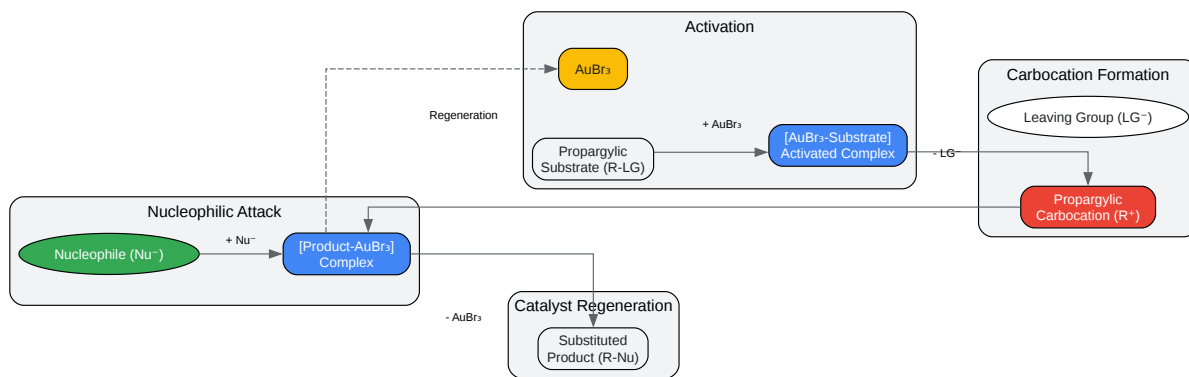 Activation
AuBr₃
Regeneration
+ AuBr₃
Propargylic
Substrate (R-LG)
[AuBr₃-Substrate]
Activated Complex
- LG⁻
Carbocation Formation
Leaving Group (LG⁻)
Propargylic
Carbocation (R⁺)
Nucleophilic Attack
Nucleophile (Nu⁻)
+ Nu⁻
[Product-AuBr₃]
Complex
- AuBr₃
Catalyst Regeneration
Substituted
Product (R-Nu)